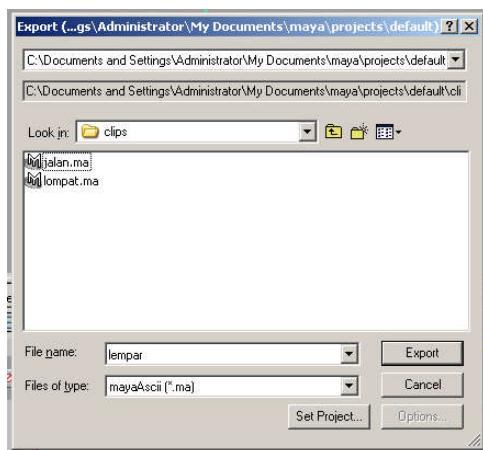 Export (...gs\Administrator\My Documents\maya\projects\default)
C:\Documents and Settings\Administrator\My Documents\maya\projects\default
C:\Documents and Settings\Administrator\My Documents\maya\projects\default\cli
Look in: clips
jalan.ma
lompat.ma
File name: lempar Export
Files of type: mayaAscii (*.ma) Cancel
Set Project... Options...